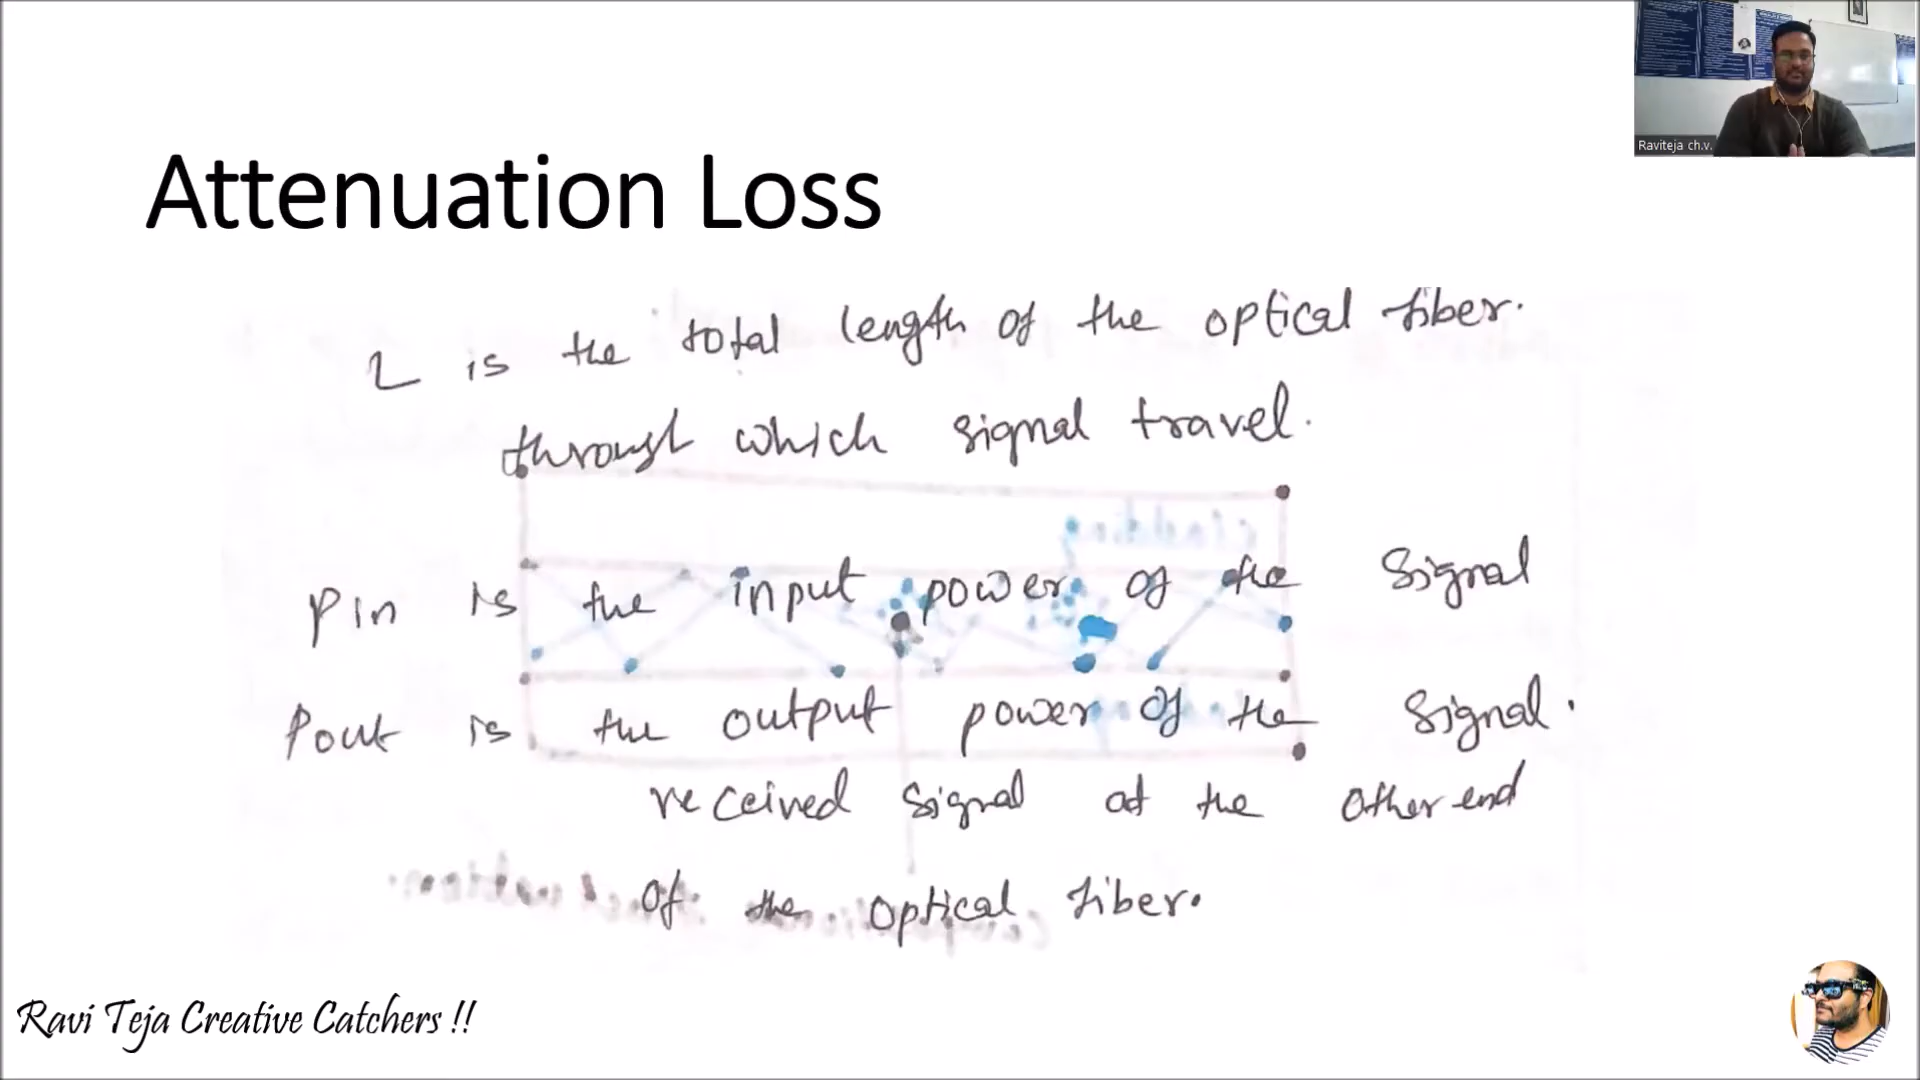 Raviteja ch.v.
Attenuation Loss
L is the total length of the optical fiber.
through which signal travel.
Pin is the input power of the signal
Pout is the output power of the signal.
received signal at the other end
of the optical fiber.
Ravi Teja Creative Catchers !!